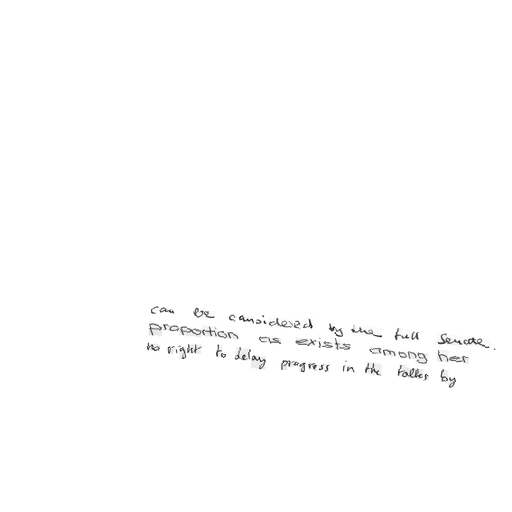 can be considered by the full Senate.
proportion as exists among her
no right to delay progress in the talks by